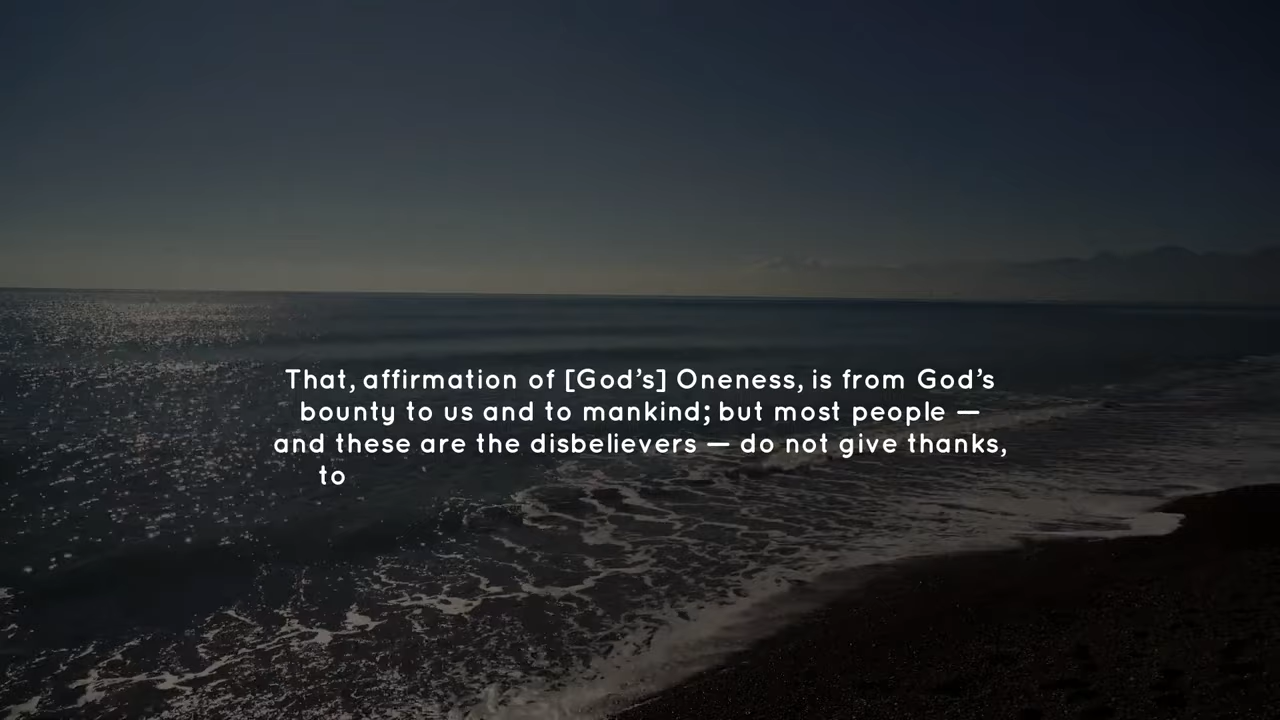 That, affirmation of [God’s] Oneness, is from God’s
bounty to us and to mankind; but most people —
and these are the disbelievers — do not give thanks,
to